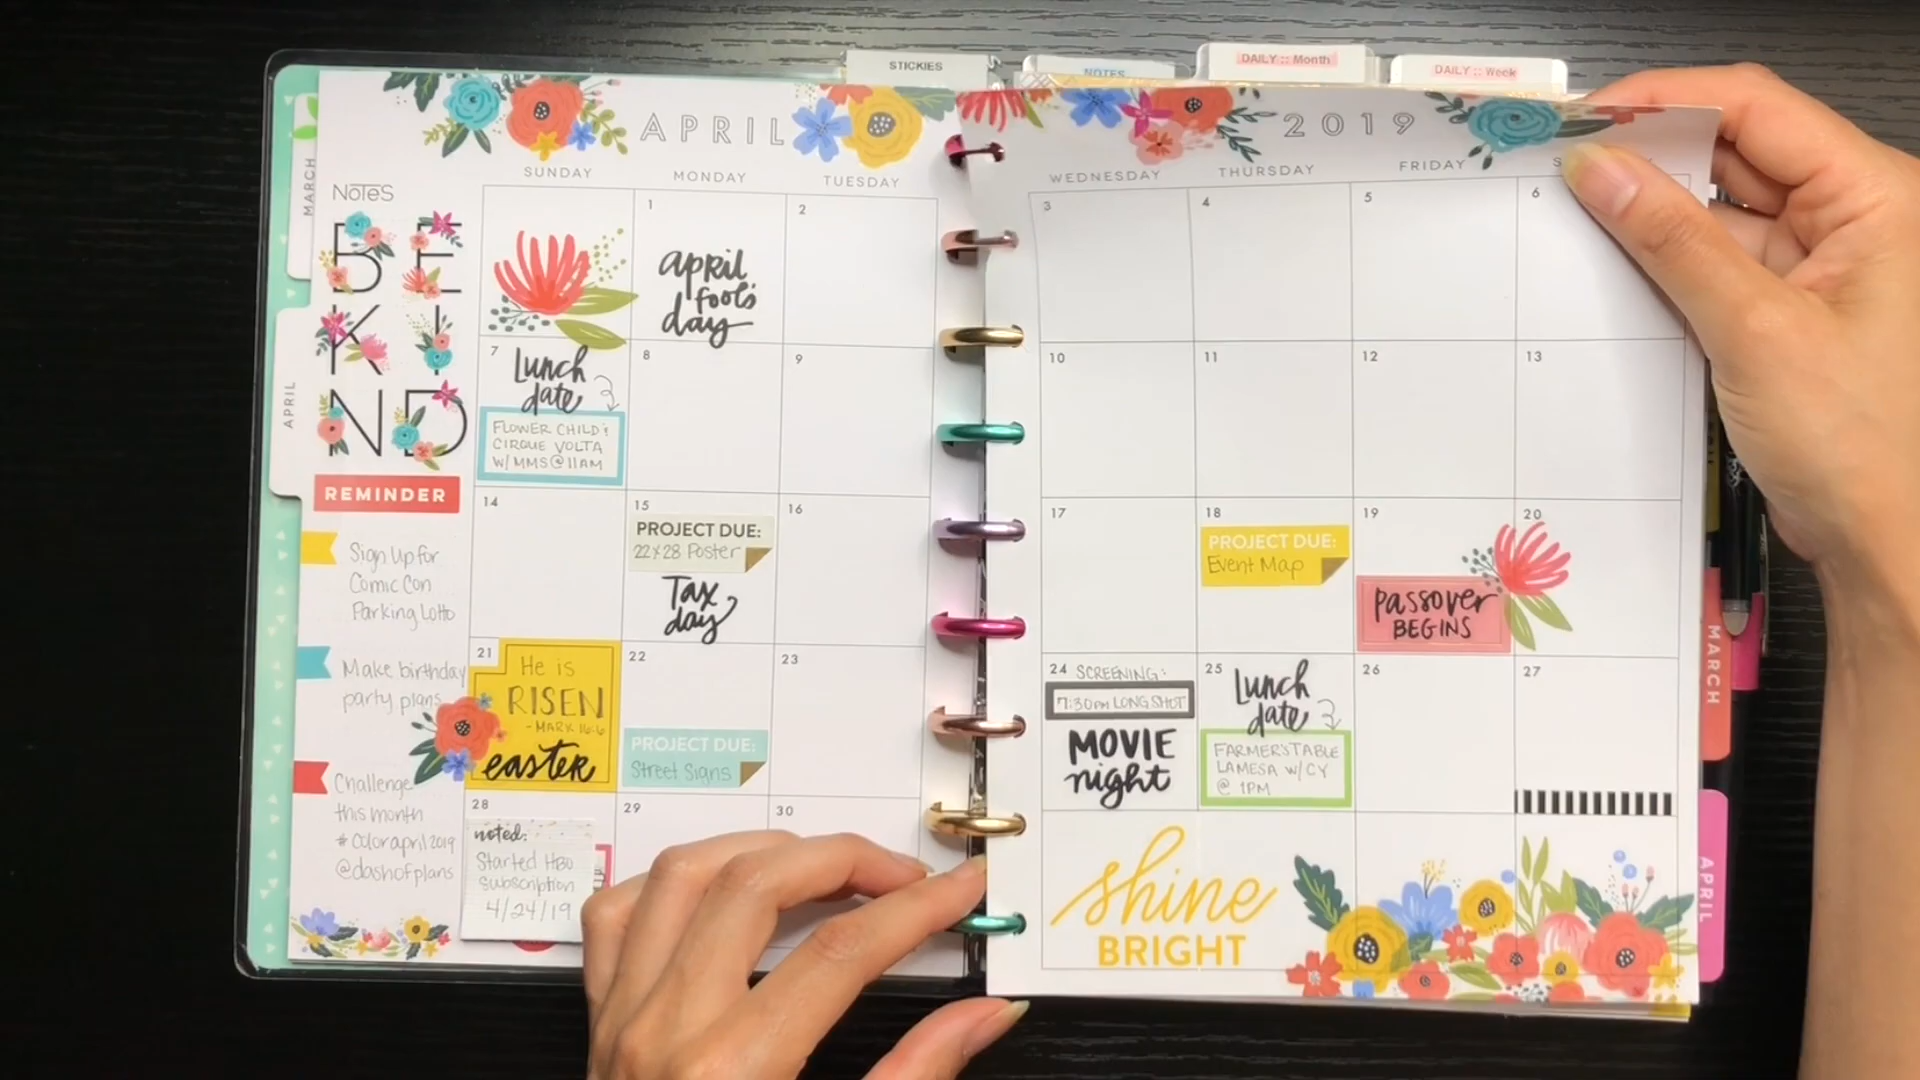 STICKIES
NOTES
DAILY :: Month
DAILY :: Week
APRIL
2019
SUNDAY
MONDAY
TUESDAY
WEDNESDAY
THURSDAY
FRIDAY
MARCH
APRIL
NOTES
BE
KI
ND
REMINDER
Sign Up for
Comic Con
Parking Lotto
Make birthday
party plans
Challenge
this month
#Colorapril2019
@dashofplans
1
april
fool's
day
2
3
4
5
6
7
Lunch
date
FLOWER CHILD &
CIRQUE VOLTA
W/ MMS @ 11AM
8
9
10
11
12
13
14
15
PROJECT DUE:
22x28 Poster
Tax
day
16
17
18
PROJECT DUE:
Event Map
19
passover
BEGINS
20
21
He is
RISEN
- MARK 16:6
easter
22
PROJECT DUE:
Street Signs
23
24 SCREENING:
7:30PM LONG SHOT
MOVIE
night
25
Lunch
date
FARMER'S TABLE
LAMESA W/ CY
@ 1PM
26
27
28
noted:
Started HBO
Subscription
4/24/19
29
30
shine
BRIGHT
MARCH
APRIL